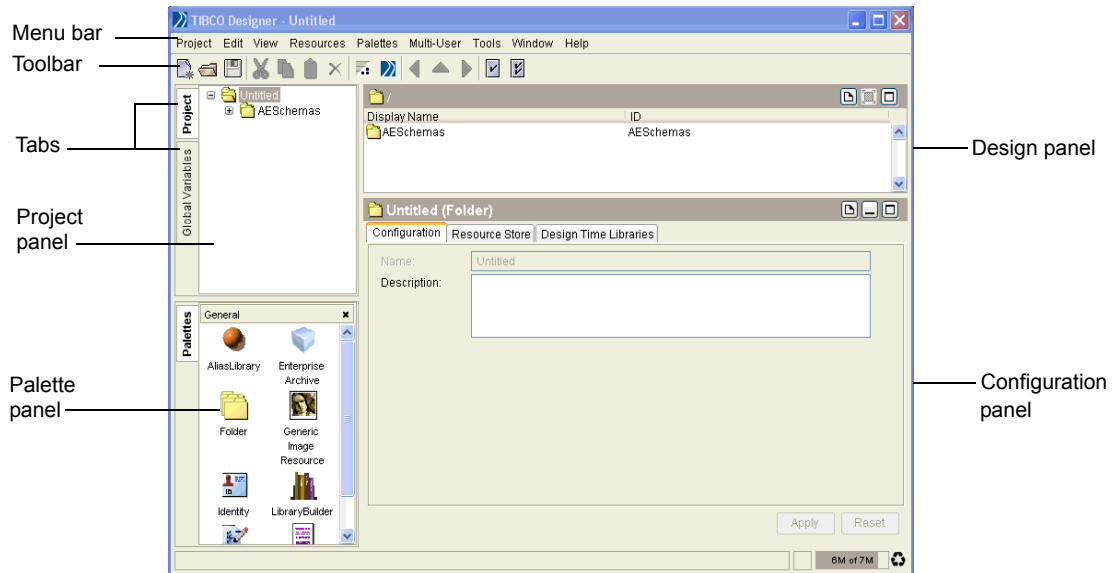 TIBCO Designer - Untitled
Menu bar
Project Edit View Resources Palettes Multi-User Tools Window Help
Toolbar
Tabs
Project
Global Variables
Untitled
AESchemas
/
Display Name ID
AESchemas AESchemas
Design panel
Project
panel
Untitled (Folder)
Configuration Resource Store Design Time Libraries
Name: Untitled
Description:
Palettes
General
AliasLibrary
Enterprise
Archive
Palette
panel
Folder
Generic
Image
Resource
Identity
LibraryBuilder
Configuration
panel
Apply Reset
6M of 7M